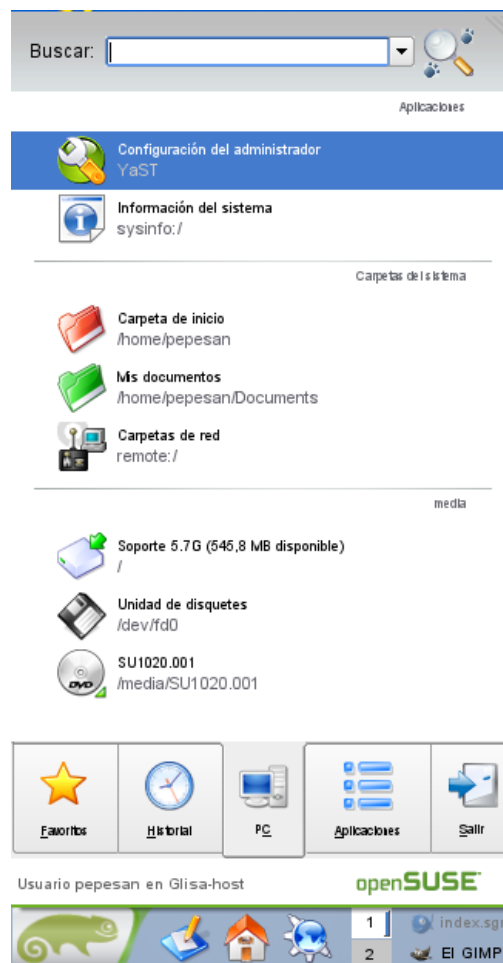 Buscar:
Aplicaciones
Configuración del administrador
YaST
Información del sistema
sysinfo:/
Carpetas del sistema
Carpeta de inicio
/home/pepesan
Mis documentos
/home/pepesan/Documents
Carpetas de red
remote:/
media
Soporte 5.7G (545,8 MB disponible)
/
Unidad de disquetes
/dev/fd0
SU1020.001
/media/SU1020.001
DVD
Favoritos
Historial
PC
Aplicaciones
Salir
Usuario pepesan en Glisa-host
openSUSE
1
index.sg
2
El GIMP